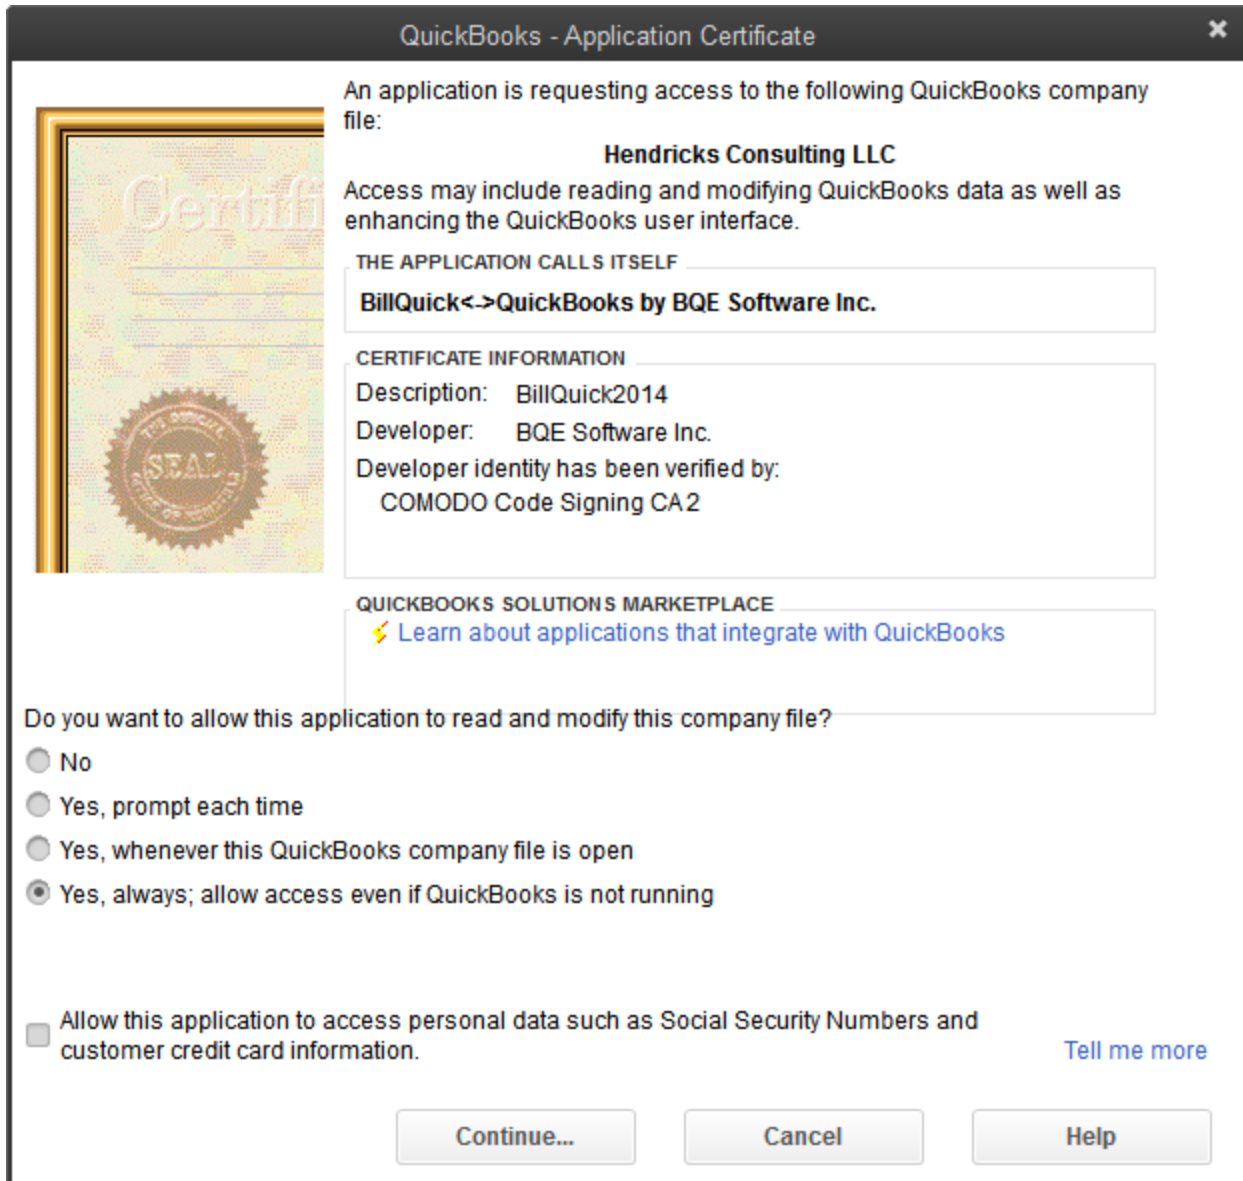 QuickBooks - Application Certificate
An application is requesting access to the following QuickBooks company
file:
Hendricks Consulting LLC
Access may include reading and modifying QuickBooks data as well as
enhancing the QuickBooks user interface.
THE APPLICATION CALLS ITSELF
BillQuick<->QuickBooks by BQE Software Inc.
CERTIFICATE INFORMATION
Description: BillQuick2014
Developer: BQE Software Inc.
Developer identity has been verified by:
COMODO Code Signing CA 2
Certifi
SEAL
QUICKBOOKS SOLUTIONS MARKETPLACE
Learn about applications that integrate with QuickBooks
Do you want to allow this application to read and modify this company file?
No
Yes, prompt each time
Yes, whenever this QuickBooks company file is open
Yes, always; allow access even if QuickBooks is not running
Allow this application to access personal data such as Social Security Numbers and
customer credit card information.
Tell me more
Continue...
Cancel
Help